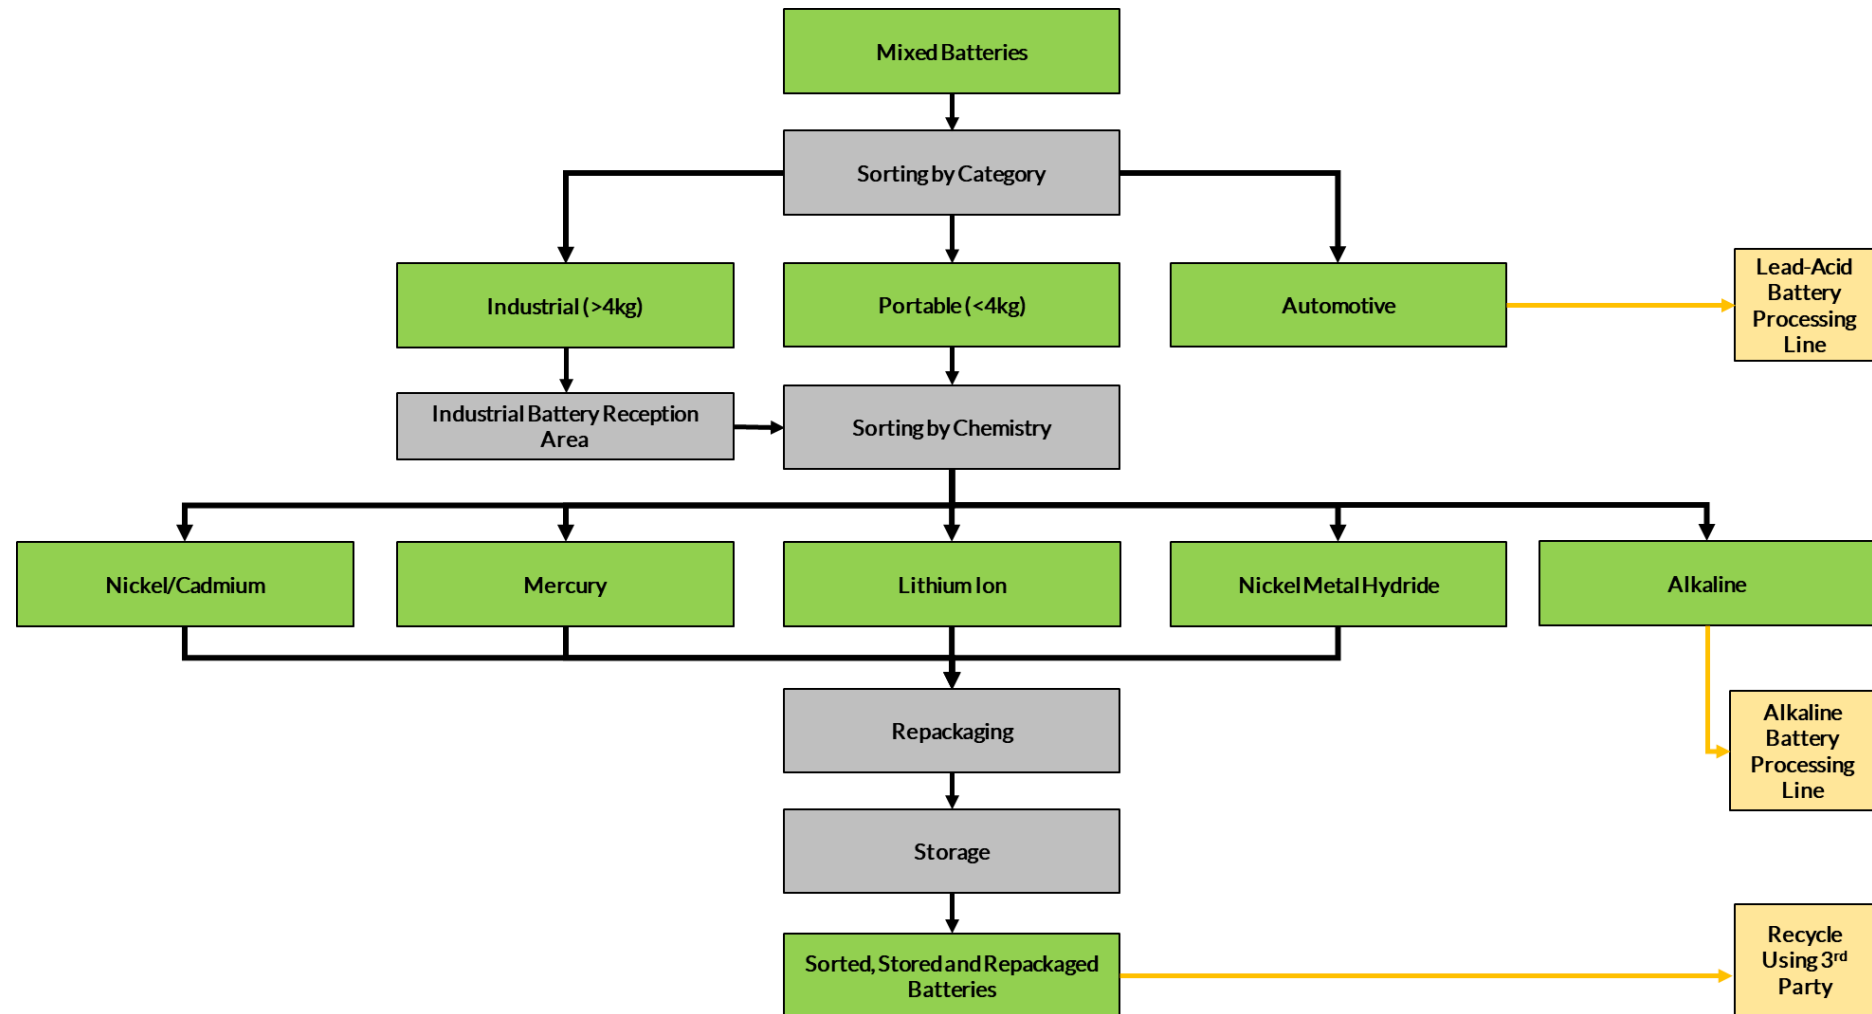 Mixed Batteries
Sorting by Category
Industrial (>4kg)
Portable (<4kg)
Automotive
Lead-Acid
Battery
Processing
Line
Industrial Battery Reception
Area
Sorting by Chemistry
Nickel/Cadmium
Mercury
Lithium Ion
Nickel Metal Hydride
Alkaline
Repackaging
Alkaline
Battery
Processing
Line
Storage
Sorted, Stored and Repackaged
Batteries
Recycle
Using 3rd
Party